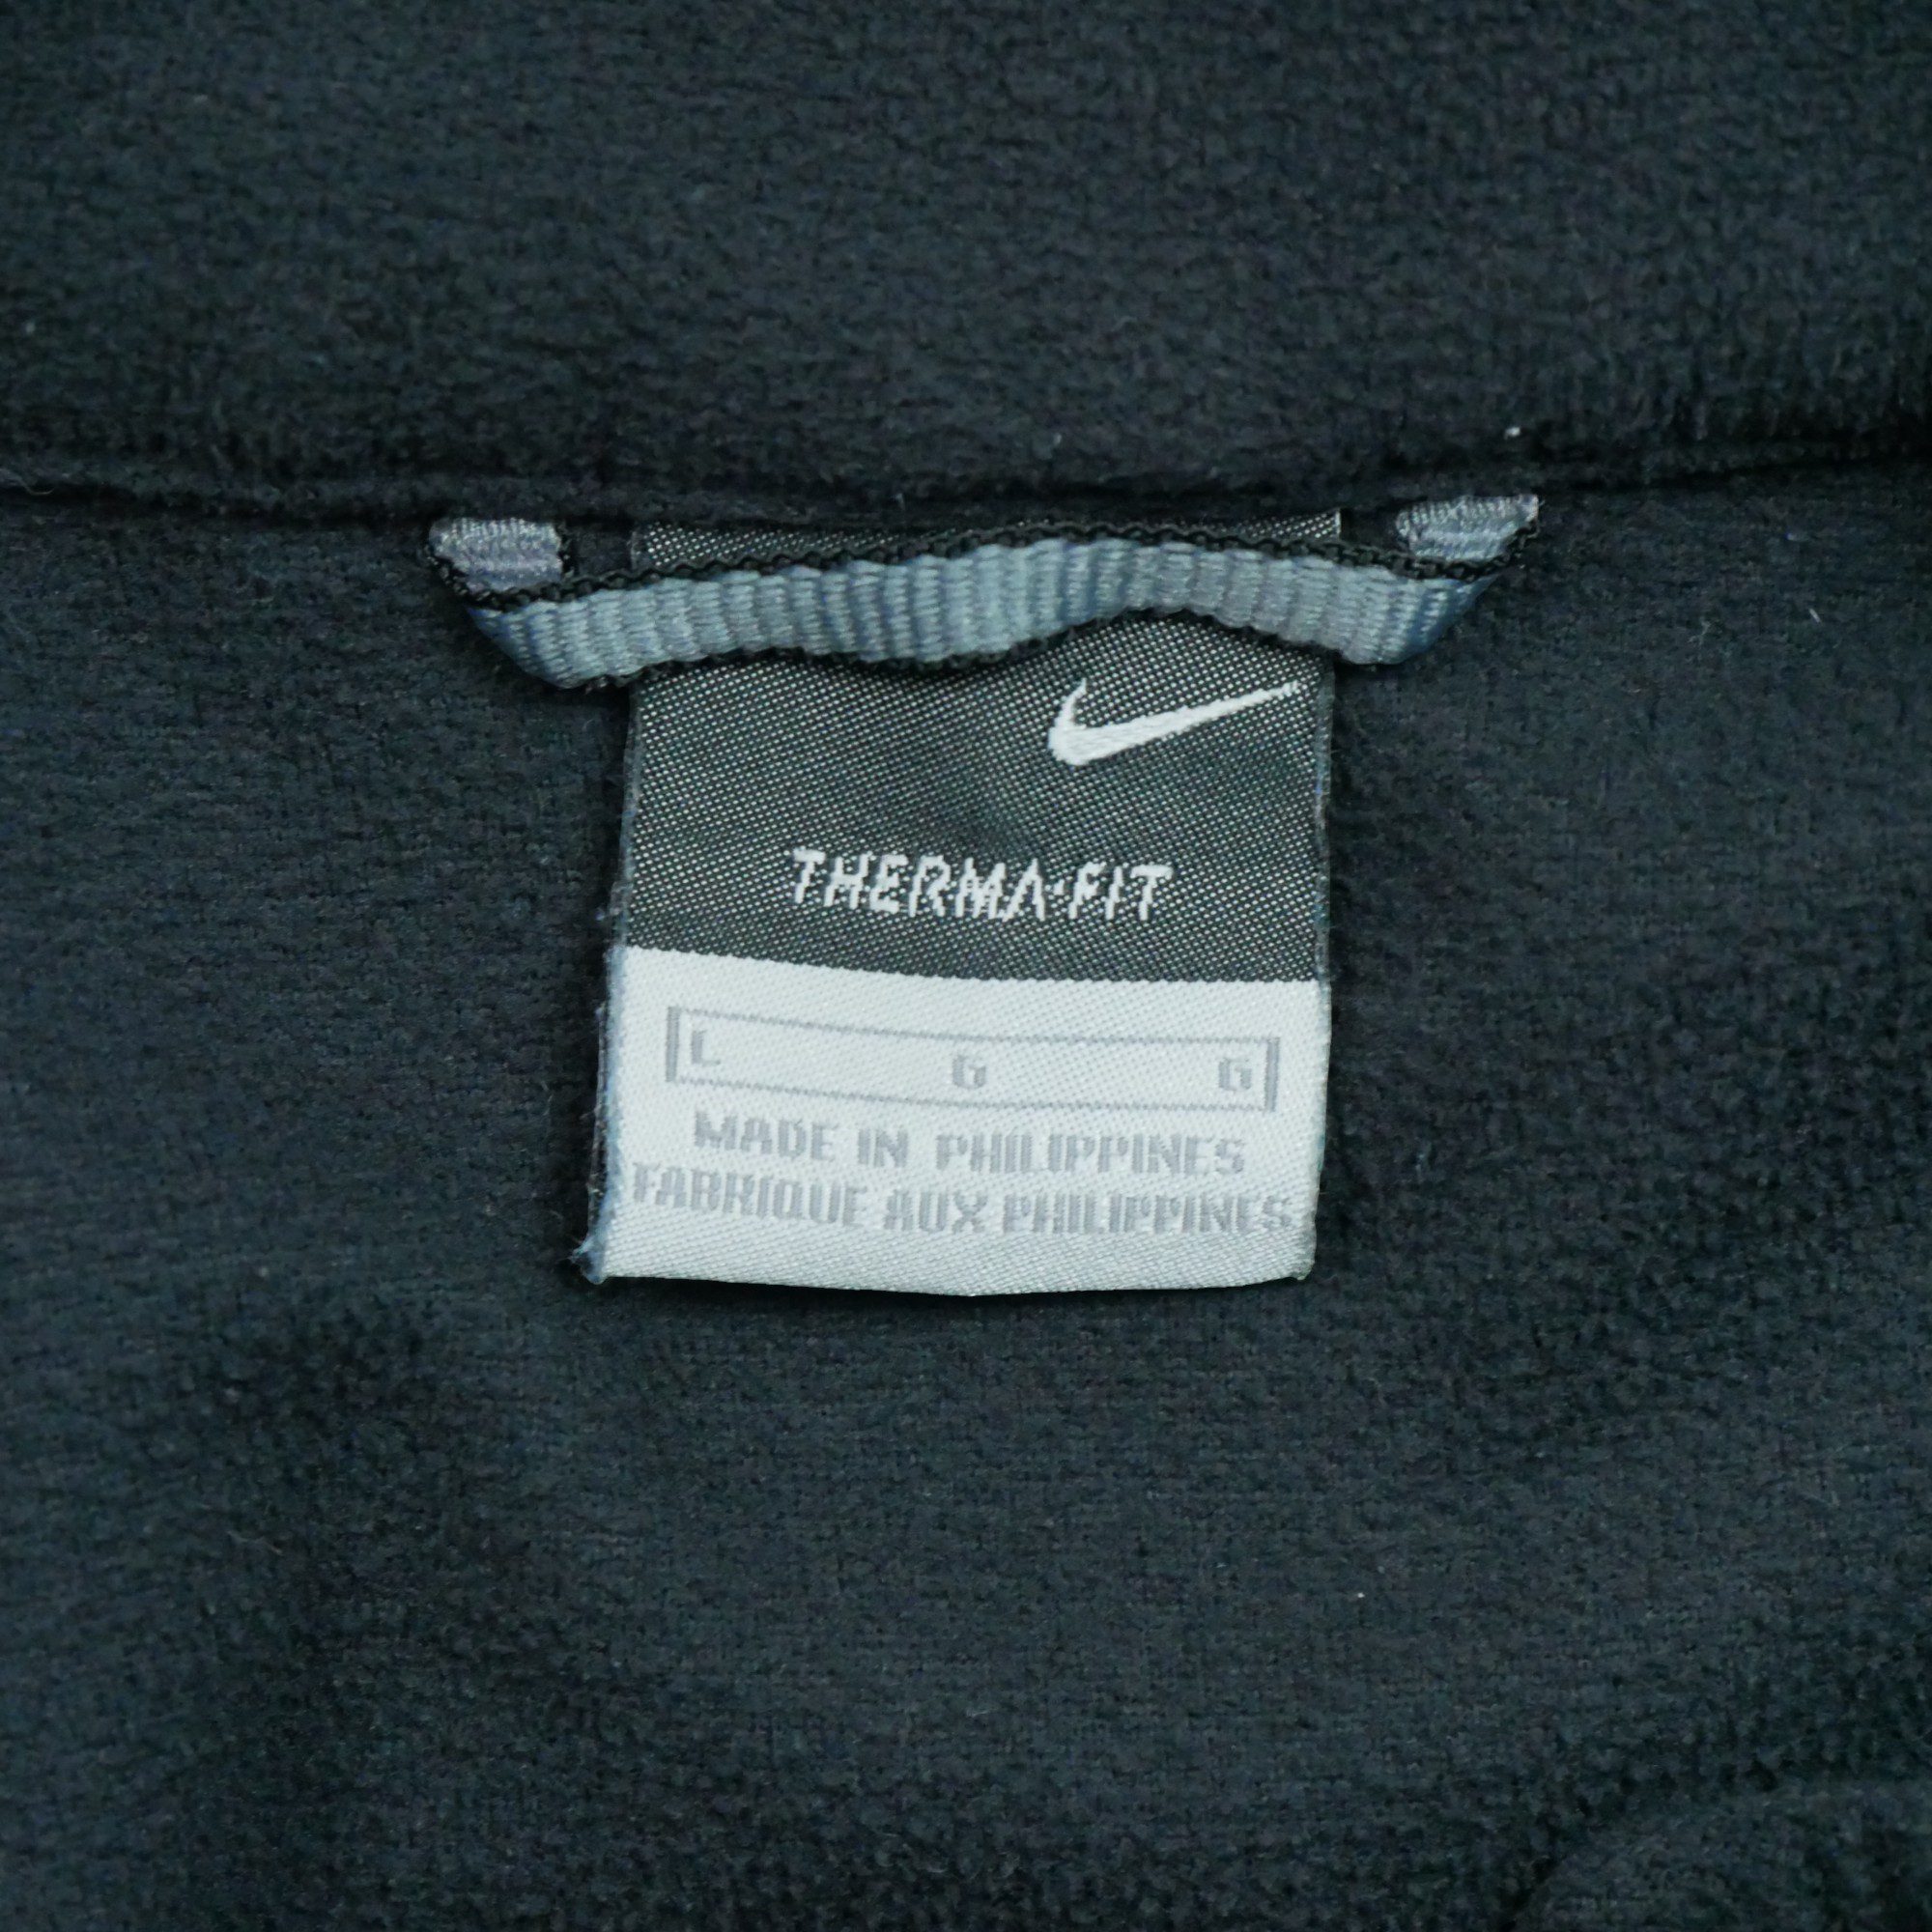 THERMA·FIT
L G G
MADE IN PHILIPPINES
FABRIQUE AUX PHILIPPINES